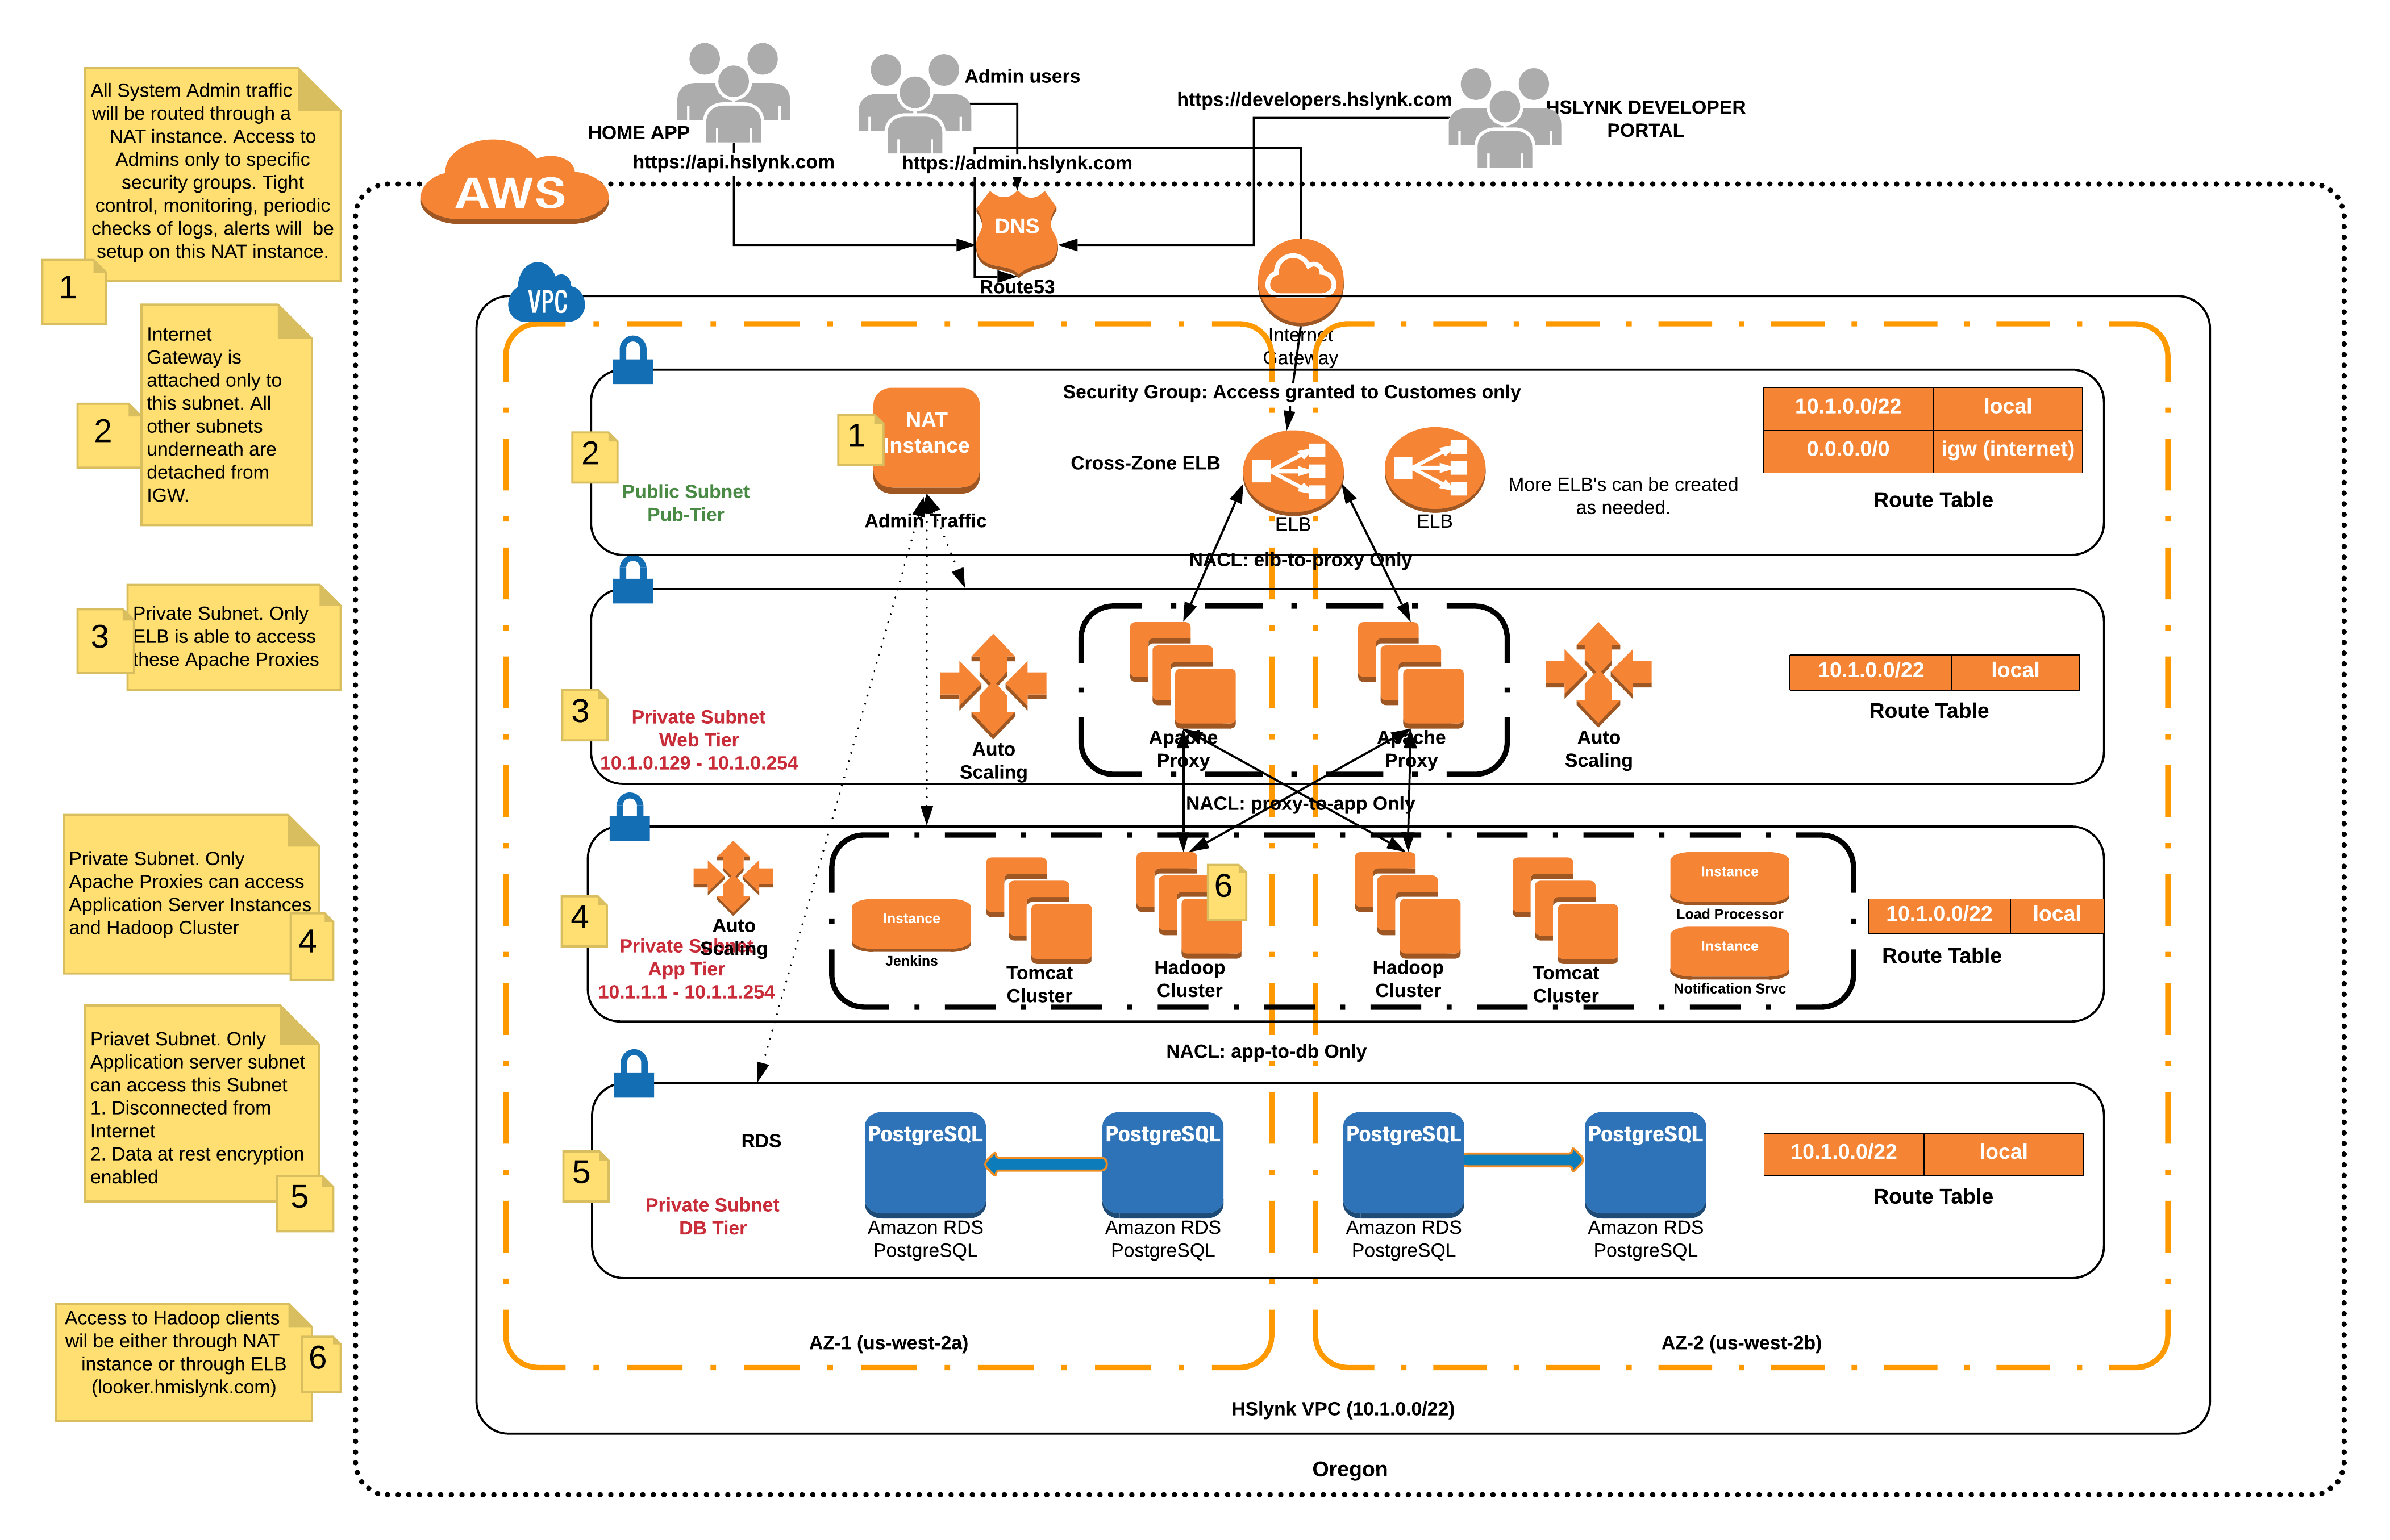 All System Admin traffic
will be routed through a
NAT instance. Access to
Admins only to specific
security groups. Tight
control, monitoring, periodic
checks of logs, alerts will  be
setup on this NAT instance.
1
Internet
Gateway is
attached only to
this subnet. All
other subnets
underneath are
detached from
IGW.
2
Private Subnet. Only
ELB is able to access
these Apache Proxies
3
Private Subnet. Only
Apache Proxies can access
Application Server Instances
and Hadoop Cluster
4
Priavet Subnet. Only
Application server subnet
can access this Subnet
1. Disconnected from
Internet
2. Data at rest encryption
enabled
5
Access to Hadoop clients
wil be either through NAT
instance or through ELB
(looker.hmislynk.com)
6
HOME APP
https://api.hslynk.com
Admin users
https://admin.hslynk.com
https://developers.hslynk.com
HSLYNK DEVELOPER
PORTAL
AWS
DNS
Route53
VPC
Internet
Gateway
Security Group: Access granted to Customes only
2
Public Subnet
Pub-Tier
1
NAT
Instance
Admin Traffic
Cross-Zone ELB
ELB
ELB
More ELB's can be created
as needed.
10.1.0.0/22
local
0.0.0.0/0
igw (internet)
Route Table
NACL: elb-to-proxy Only
3
Private Subnet
Web Tier
10.1.0.129 - 10.1.0.254
Auto
Scaling
Apache
Proxy
Apache
Proxy
Auto
Scaling
10.1.0.0/22
local
Route Table
NACL: proxy-to-app Only
4
Auto
Scaling
Private Subnet
App Tier
10.1.1.1 - 10.1.1.254
Instance
Jenkins
Tomcat
Cluster
6
Hadoop
Cluster
Hadoop
Cluster
Tomcat
Cluster
Instance
Load Processor
Instance
Notification Srvc
10.1.0.0/22
local
Route Table
NACL: app-to-db Only
5
RDS
Private Subnet
DB Tier
PostgreSQL
Amazon RDS
PostgreSQL
PostgreSQL
Amazon RDS
PostgreSQL
PostgreSQL
Amazon RDS
PostgreSQL
PostgreSQL
Amazon RDS
PostgreSQL
10.1.0.0/22
local
Route Table
AZ-1 (us-west-2a)
AZ-2 (us-west-2b)
HSlynk VPC (10.1.0.0/22)
Oregon